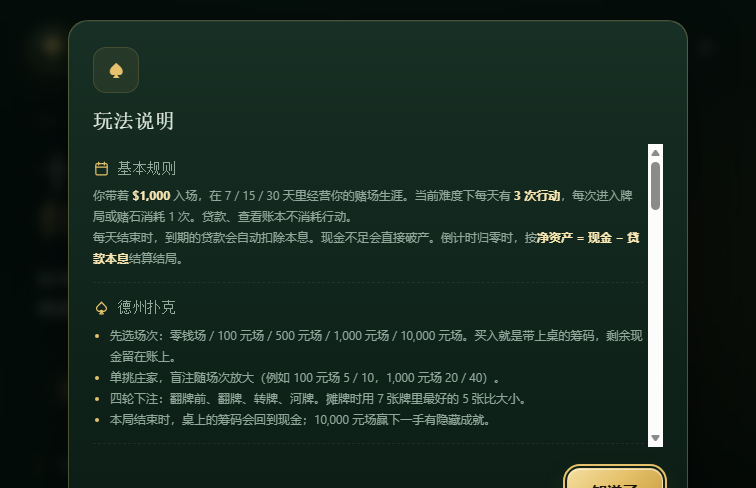 玩法说明
基本规则
你带着 $1,000 入场，在 7 / 15 / 30 天里经营你的赌场生涯。当前难度下每天有 3 次行动，每次进入牌
局或赌石消耗 1 次。贷款、查看账本不消耗行动。
每天结束时，到期的贷款会自动扣除本息。现金不足会直接破产。倒计时归零时，按净资产 = 现金 − 贷
款本息结算结局。
德州扑克
先选场次：零钱场 / 100 元场 / 500 元场 / 1,000 元场 / 10,000 元场。买入就是带上桌的筹码，剩余现
金留在账上。
单挑庄家，盲注随场次放大（例如 100 元场 5 / 10，1,000 元场 20 / 40）。
四轮下注：翻牌前、翻牌、转牌、河牌。摊牌时用 7 张牌里最好的 5 张比大小。
本局结束时，桌上的筹码会回到现金；10,000 元场赢下一手有隐藏成就。
知道了